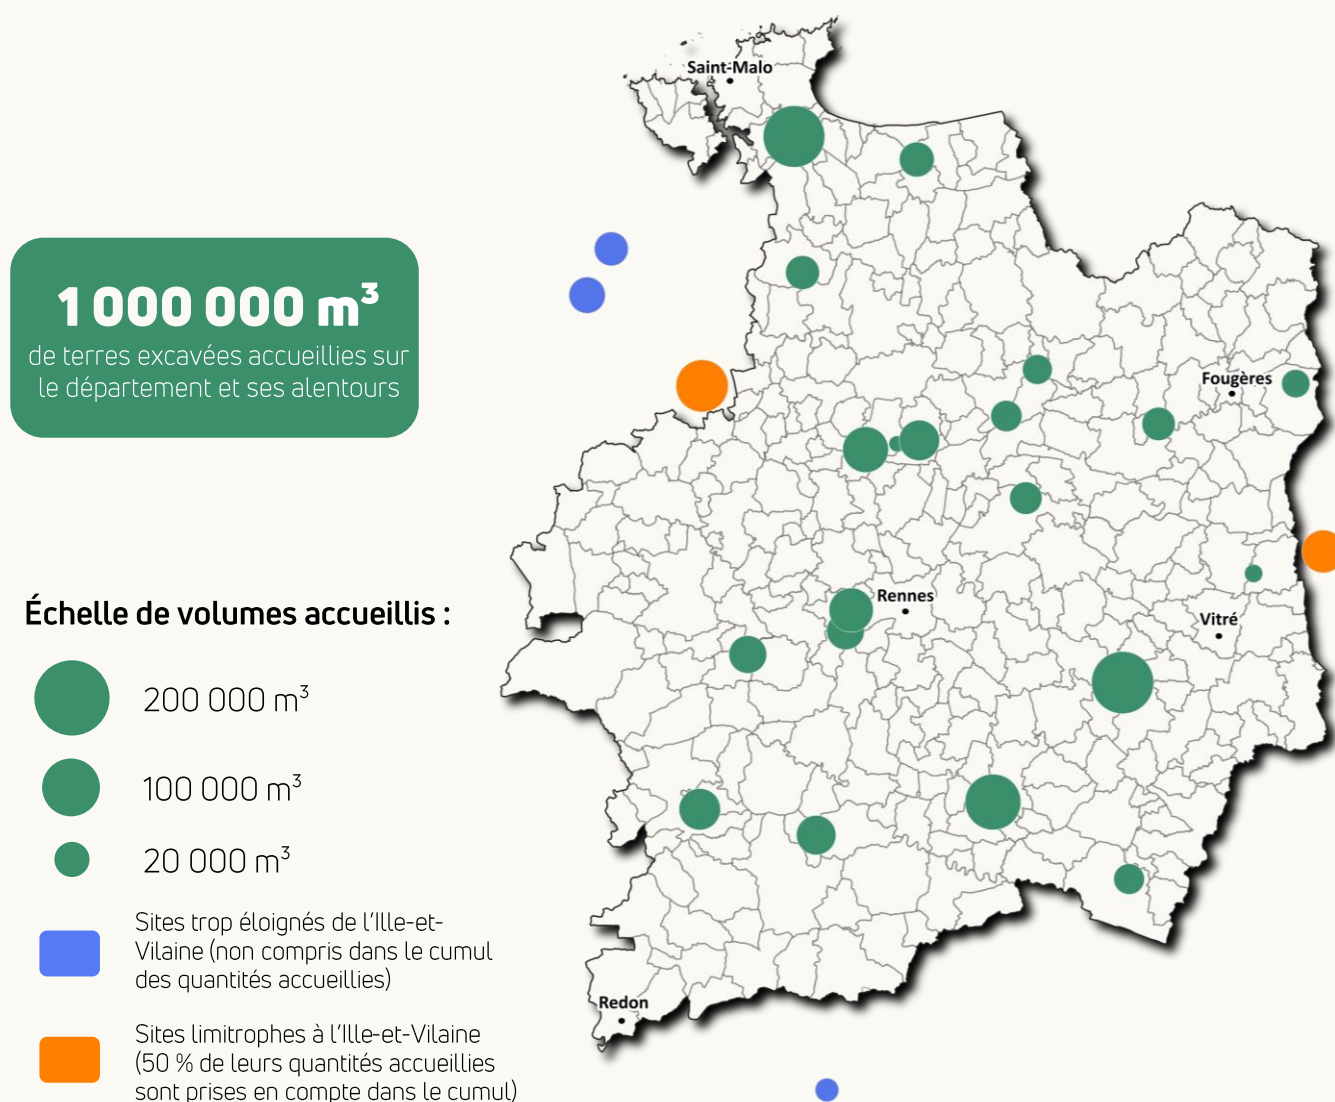 1 000 000 m³
de terres excavées accueillies sur
le département et ses alentours
Échelle de volumes accueillis :
200 000 m³
100 000 m³
20 000 m³
Sites trop éloignés de l'Ille-et-
Vilaine (non compris dans le cumul
des quantités accueillies)
Sites limitrophes à l'Ille-et-Vilaine
(50 % de leurs quantités accueillies
sont prises en compte dans le cumul)
Saint-Malo
Fougères
Rennes
Vitré
Redon